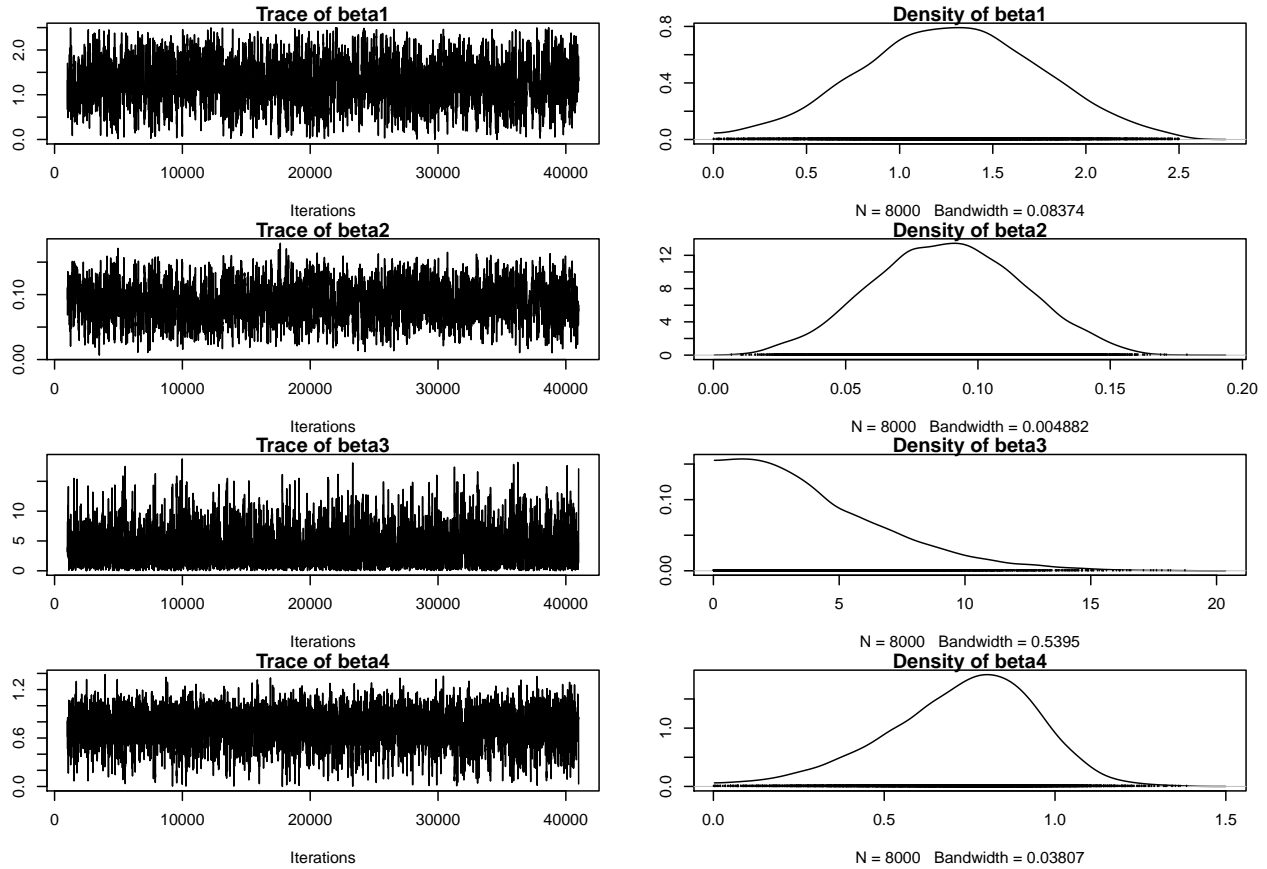 Trace of beta1
0.0 1.0 2.0
0 10000 20000 30000 40000
Iterations
Density of beta1
0.0 0.4 0.8
0.0 0.5 1.0 1.5 2.0 2.5
N = 8000 Bandwidth = 0.08374
Trace of beta2
0.00 0.10
0 10000 20000 30000 40000
Iterations
Density of beta2
0 4 8 12
0.00 0.05 0.10 0.15 0.20
N = 8000 Bandwidth = 0.004882
Trace of beta3
0 5 10
0 10000 20000 30000 40000
Iterations
Density of beta3
0.00 0.10
0 5 10 15 20
N = 8000 Bandwidth = 0.5395
Trace of beta4
0.0 0.6 1.2
0 10000 20000 30000 40000
Iterations
Density of beta4
0.0 1.0
0.0 0.5 1.0 1.5
N = 8000 Bandwidth = 0.03807